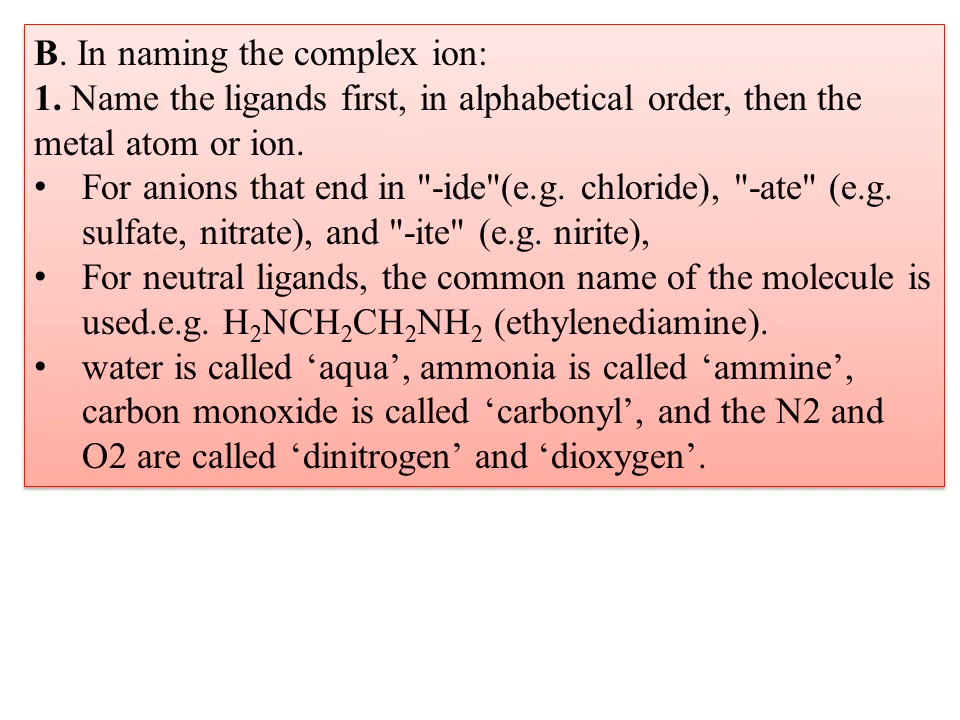 B. In naming the complex ion:
1. Name the ligands first, in alphabetical order, then the
metal atom or ion.
• For anions that end in "-ide"(e.g. chloride), "-ate" (e.g.
sulfate, nitrate), and "-ite" (e.g. nirite),
• For neutral ligands, the common name of the molecule is
used.e.g. H₂NCH₂CH₂NH₂ (ethylenediamine).
• water is called ‘aqua’, ammonia is called ‘ammine’,
carbon monoxide is called ‘carbonyl’, and the N2 and
O2 are called ‘dinitrogen’ and ‘dioxygen’.